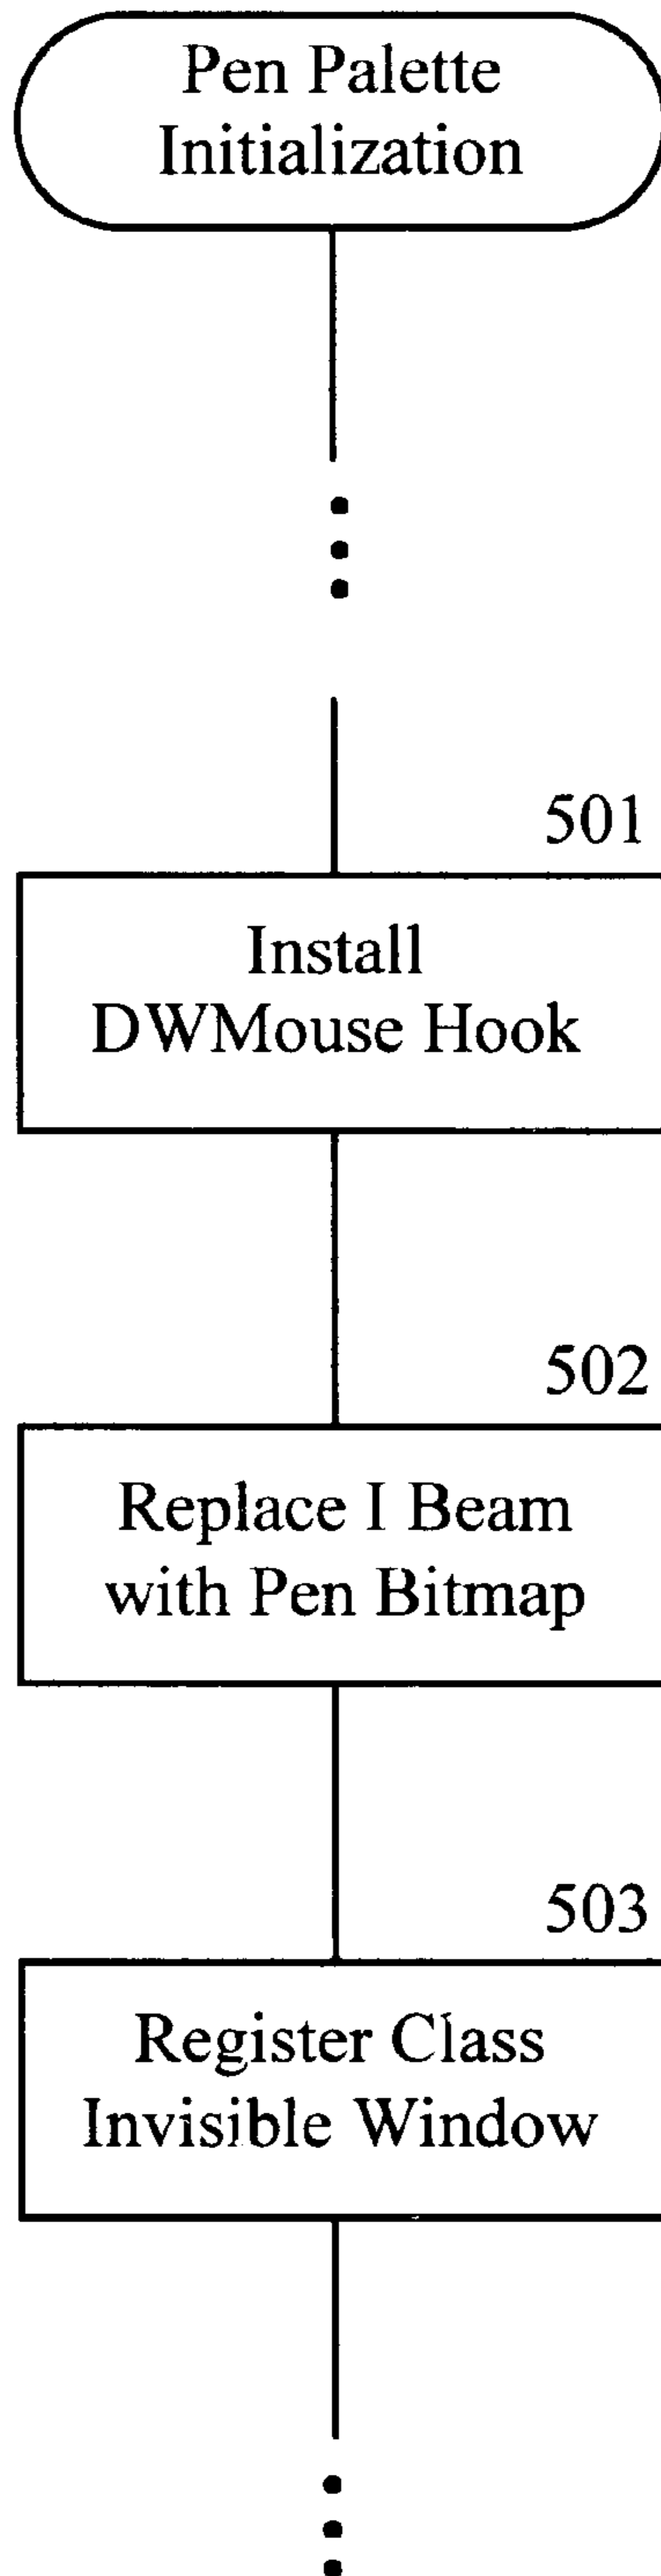 Pen Palette
Initialization
501
Install
DWMouse Hook
502
Replace I Beam
with Pen Bitmap
503
Register Class
Invisible Window